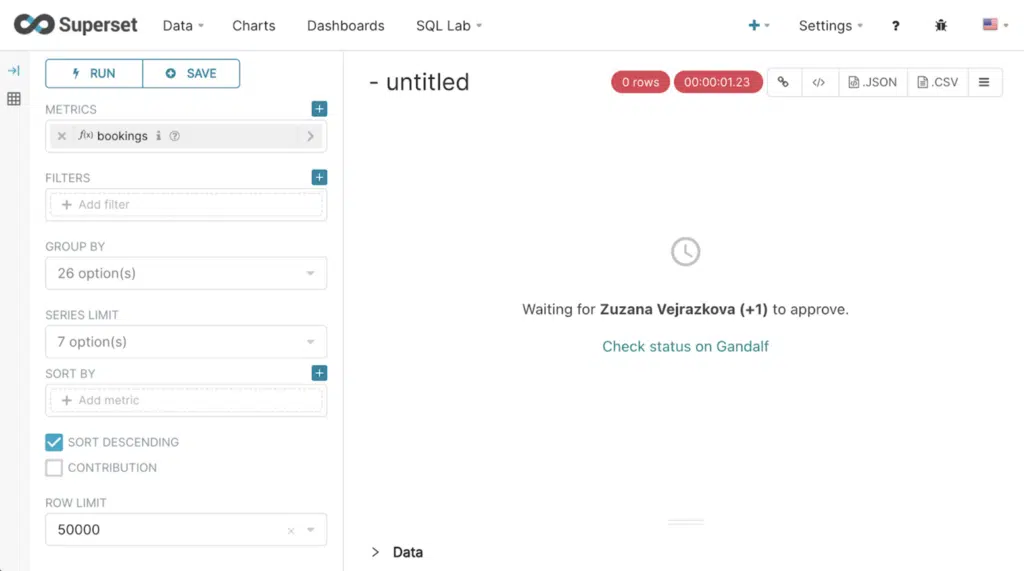 Superset Data Charts Dashboards SQL Lab + Settings ?
RUN SAVE
- untitled 0 rows 00:00:01.23 </> .JSON .CSV
METRICS +
× f(x) bookings i ? >
FILTERS +
+ Add filter
GROUP BY
26 option(s)
SERIES LIMIT
7 option(s)
SORT BY +
+ Add metric
SORT DESCENDING
CONTRIBUTION
ROW LIMIT
50000 ×
Waiting for Zuzana Vejrazkova (+1) to approve.
Check status on Gandalf
> Data